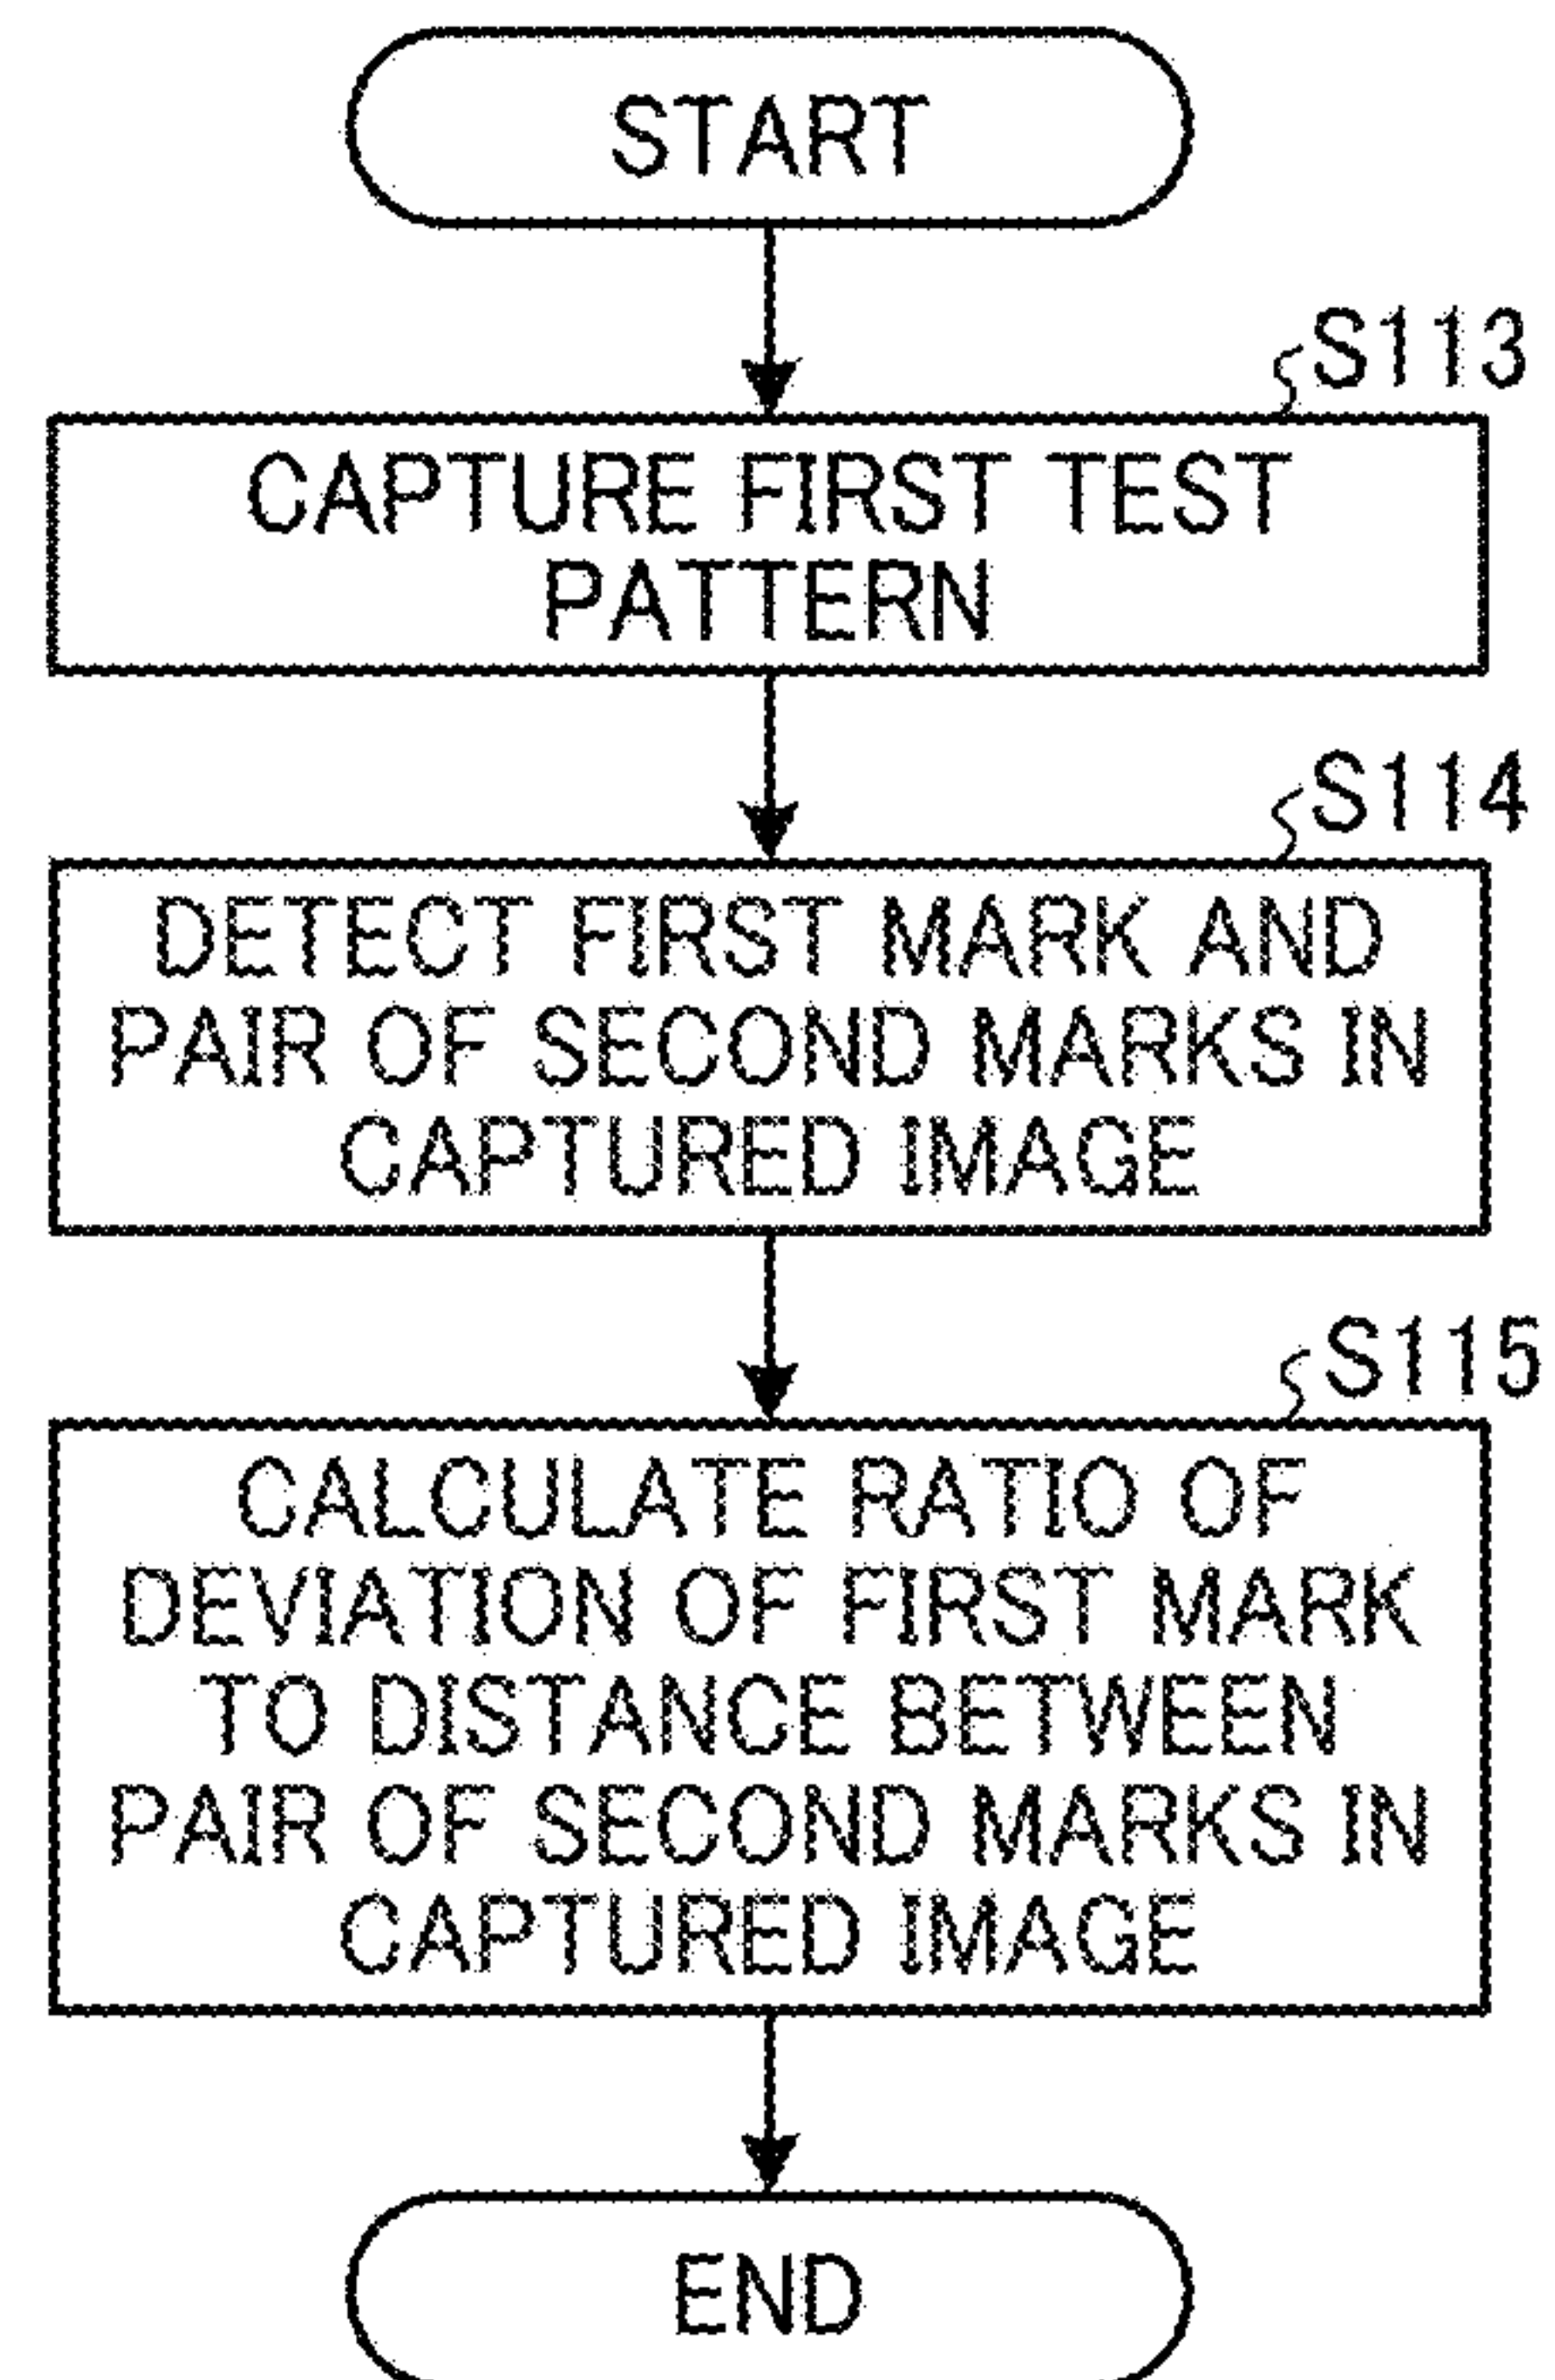 START
S113
CAPTURE FIRST TEST
PATTERN
S114
DETECT FIRST MARK AND
PAIR OF SECOND MARKS IN
CAPTURED IMAGE
S115
CALCULATE RATIO OF
DEVIATION OF FIRST MARK
TO DISTANCE BETWEEN
PAIR OF SECOND MARKS IN
CAPTURED IMAGE
END